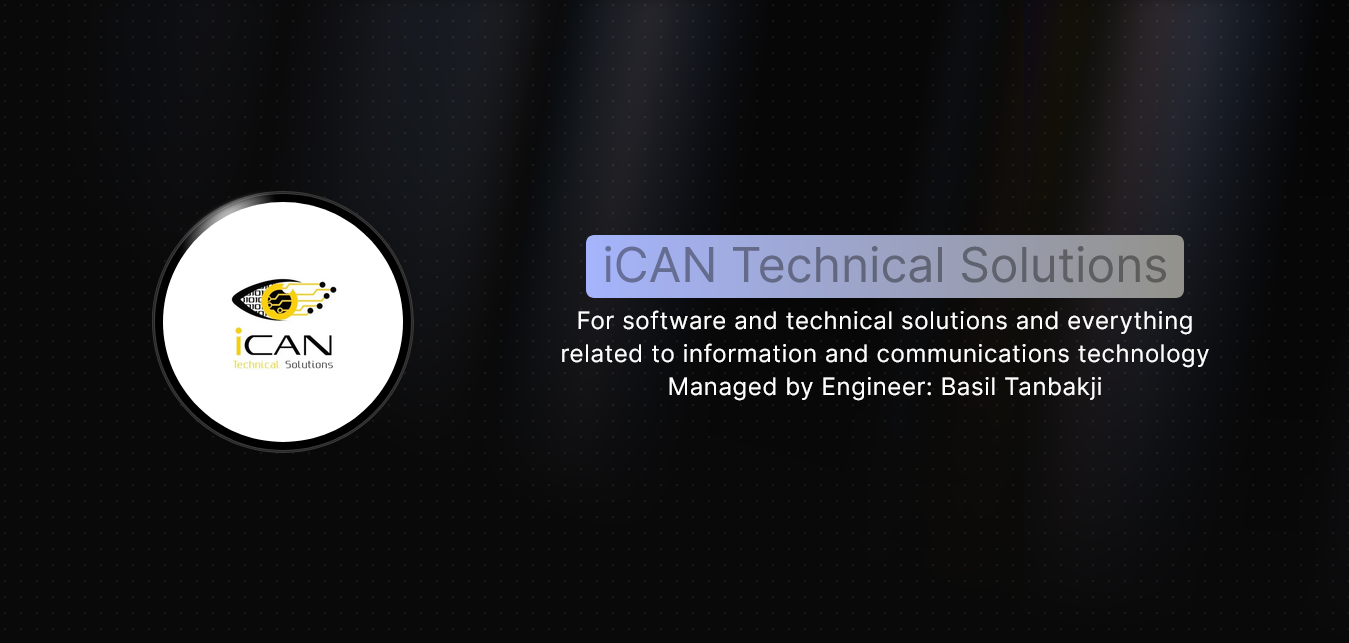 iCAN
Technical Solutions
iCAN Technical Solutions
For software and technical solutions and everything
related to information and communications technology
Managed by Engineer: Basil Tanbakji